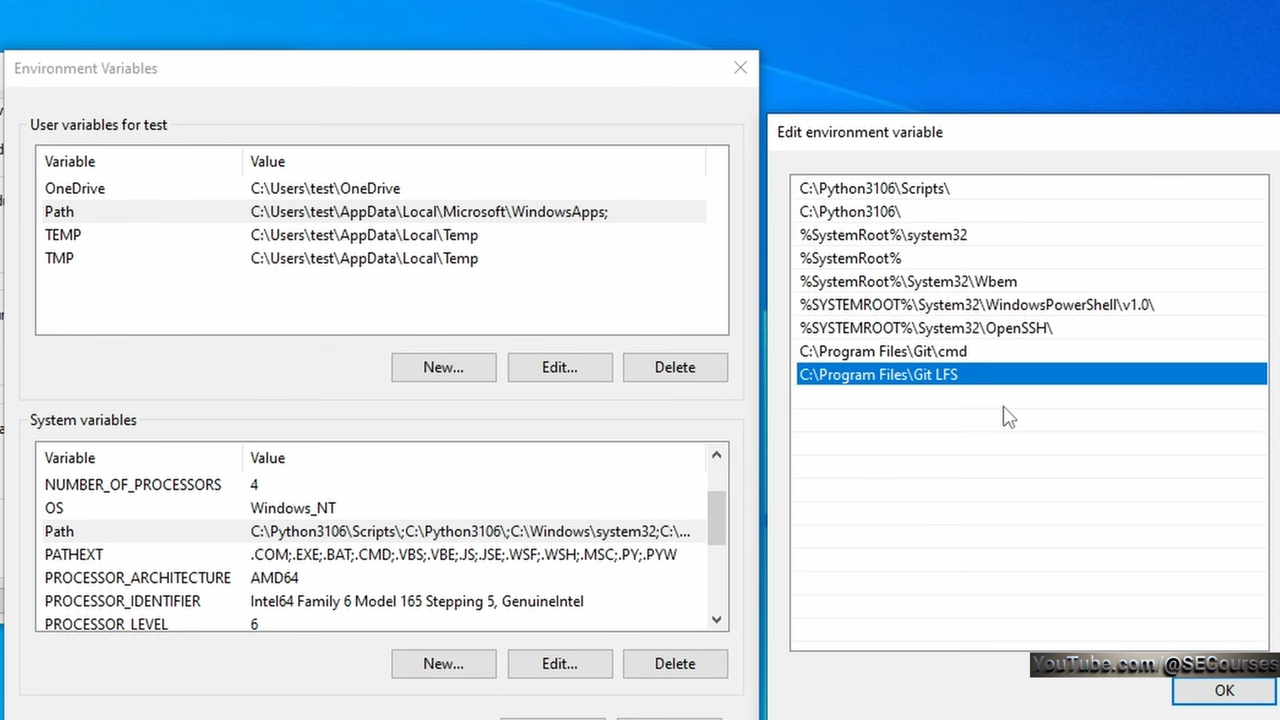 Environment Variables
User variables for test
Variable Value
OneDrive C:\Users\test\OneDrive
Path C:\Users\test\AppData\Local\Microsoft\WindowsApps;
TEMP C:\Users\test\AppData\Local\Temp
TMP C:\Users\test\AppData\Local\Temp
New... Edit... Delete
System variables
Variable Value
NUMBER_OF_PROCESSORS 4
OS Windows_NT
Path C:\Python3106\Scripts\;C:\Python3106\;C:\Windows\system32;C:\...
PATHEXT .COM;.EXE;.BAT;.CMD;.VBS;.VBE;.JS;.JSE;.WSF;.WSH;.MSC;.PY;.PYW
PROCESSOR_ARCHITECTURE AMD64
PROCESSOR_IDENTIFIER Intel64 Family 6 Model 165 Stepping 5, GenuineIntel
PROCESSOR_LEVEL 6
New... Edit... Delete
Edit environment variable
C:\Python3106\Scripts\
C:\Python3106\
%SystemRoot%\system32
%SystemRoot%
%SystemRoot%\System32\Wbem
%SYSTEMROOT%\System32\WindowsPowerShell\v1.0\
%SYSTEMROOT%\System32\OpenSSH\
C:\Program Files\Git\cmd
C:\Program Files\Git LFS
YouTube.com/@SECourses
OK